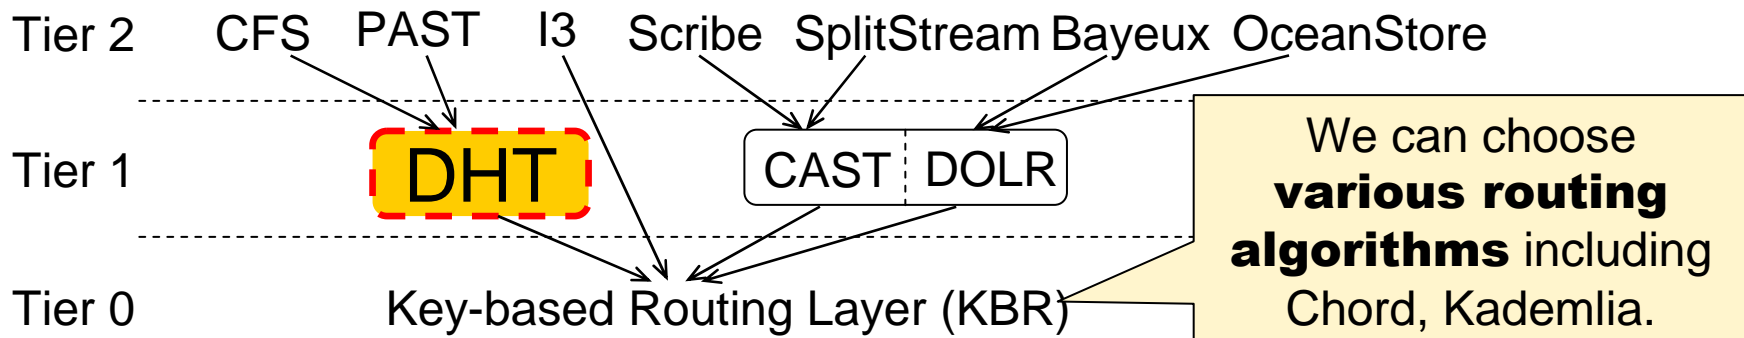 Tier 2 CFS PAST I3 Scribe SplitStream Bayeux OceanStore
Tier 1 DHT CAST DOLR
Tier 0 Key-based Routing Layer (KBR)
We can choose
various routing
algorithms including
Chord, Kademlia.